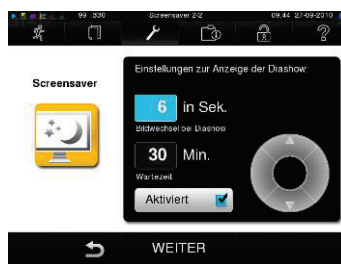 99 330 Screensaver 2-2 09:44 27-09-2010
Screensaver
Einstellungen zur Anzeige der Diashow:
6 in Sek.
Bildwechsel bei Diashow
30 Min.
Wartezeit
Aktiviert
WEITER